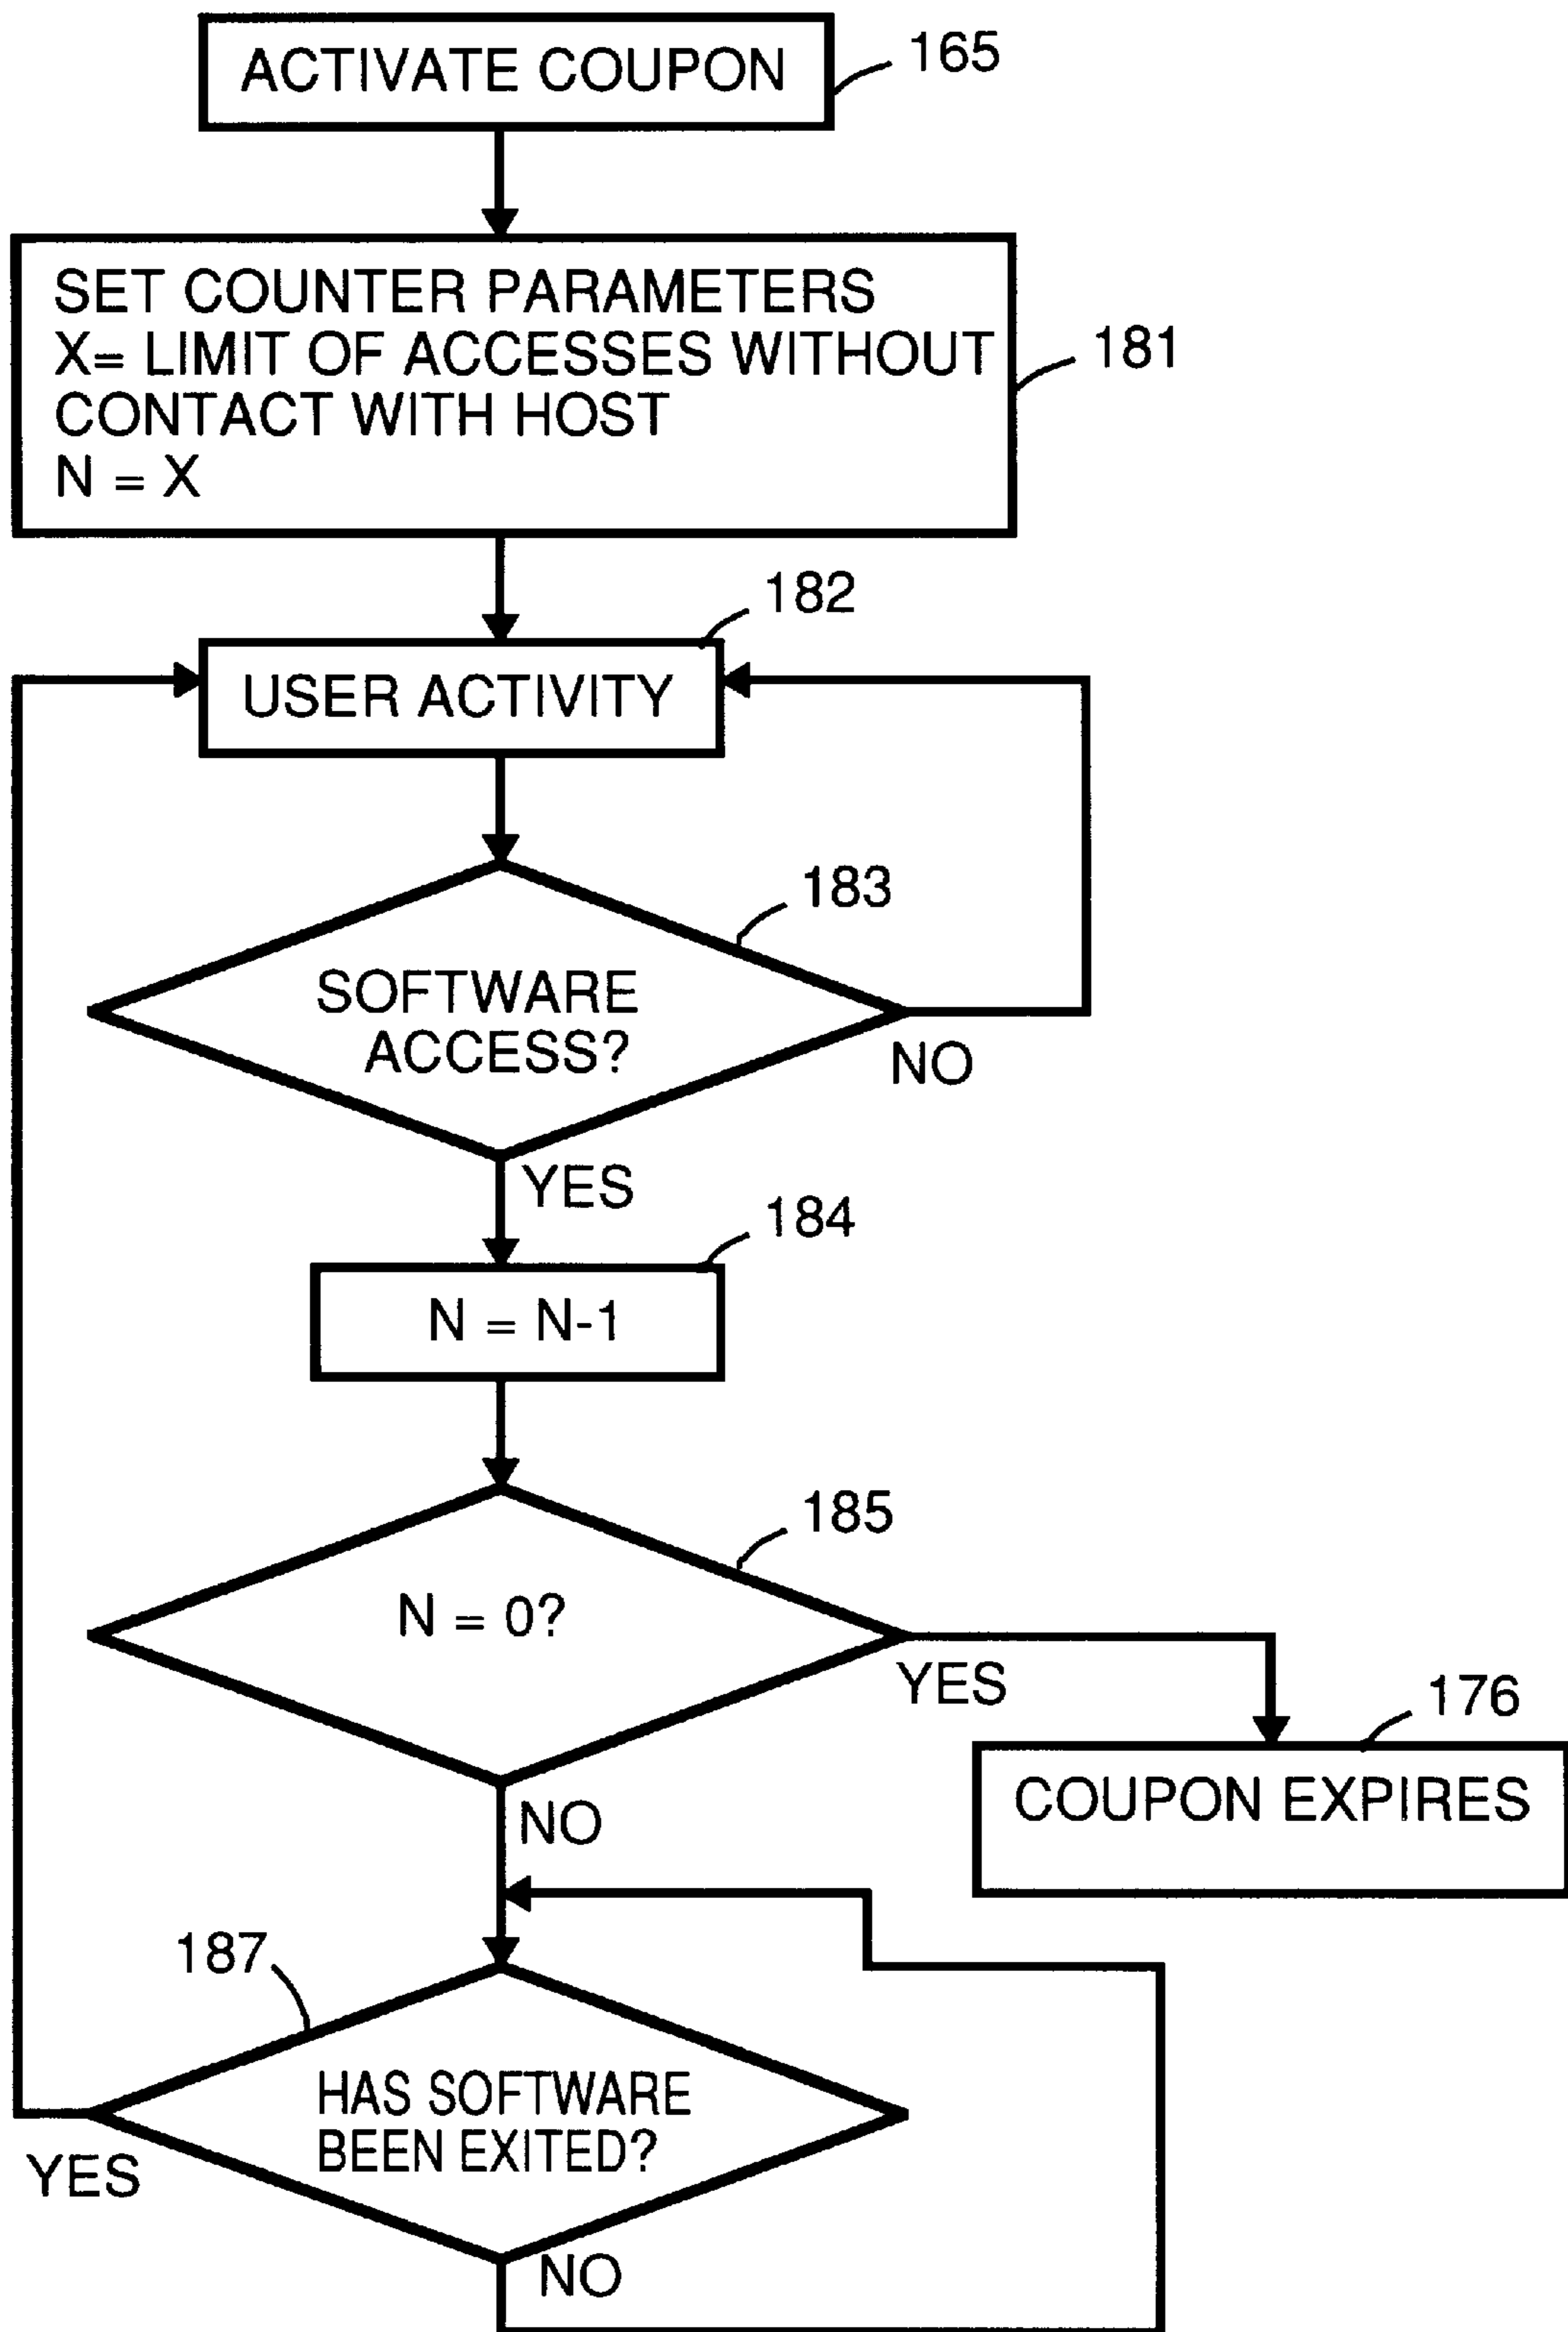 ACTIVATE COUPON
165
SET COUNTER PARAMETERS
X= LIMIT OF ACCESSES WITHOUT
CONTACT WITH HOST
N = X
181
182
USER ACTIVITY
183
SOFTWARE
ACCESS?
NO
YES
184
N = N-1
185
N = 0?
YES
176
COUPON EXPIRES
NO
187
HAS SOFTWARE
BEEN EXITED?
YES
NO